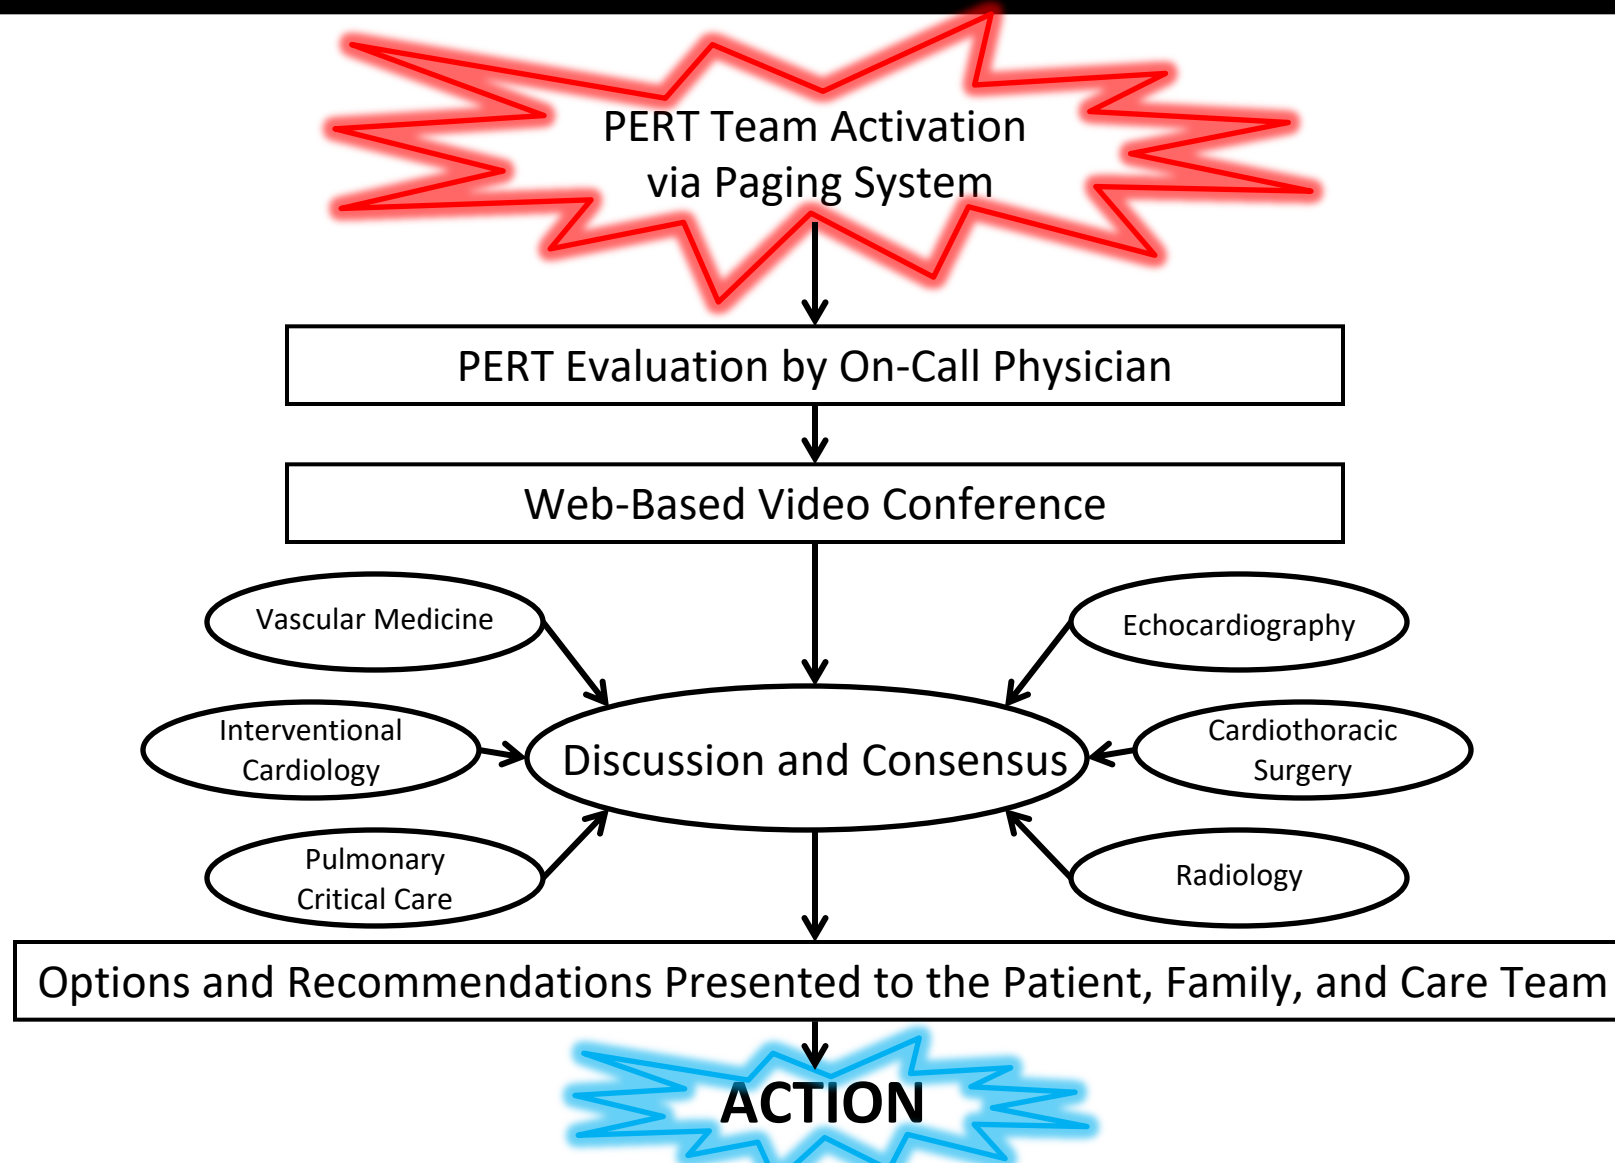 PERT Team Activation
via Paging System
PERT Evaluation by On-Call Physician
Web-Based Video Conference
Vascular Medicine
Echocardiography
Interventional
Cardiology
Discussion and Consensus
Cardiothoracic
Surgery
Pulmonary
Critical Care
Radiology
Options and Recommendations Presented to the Patient, Family, and Care Team
ACTION